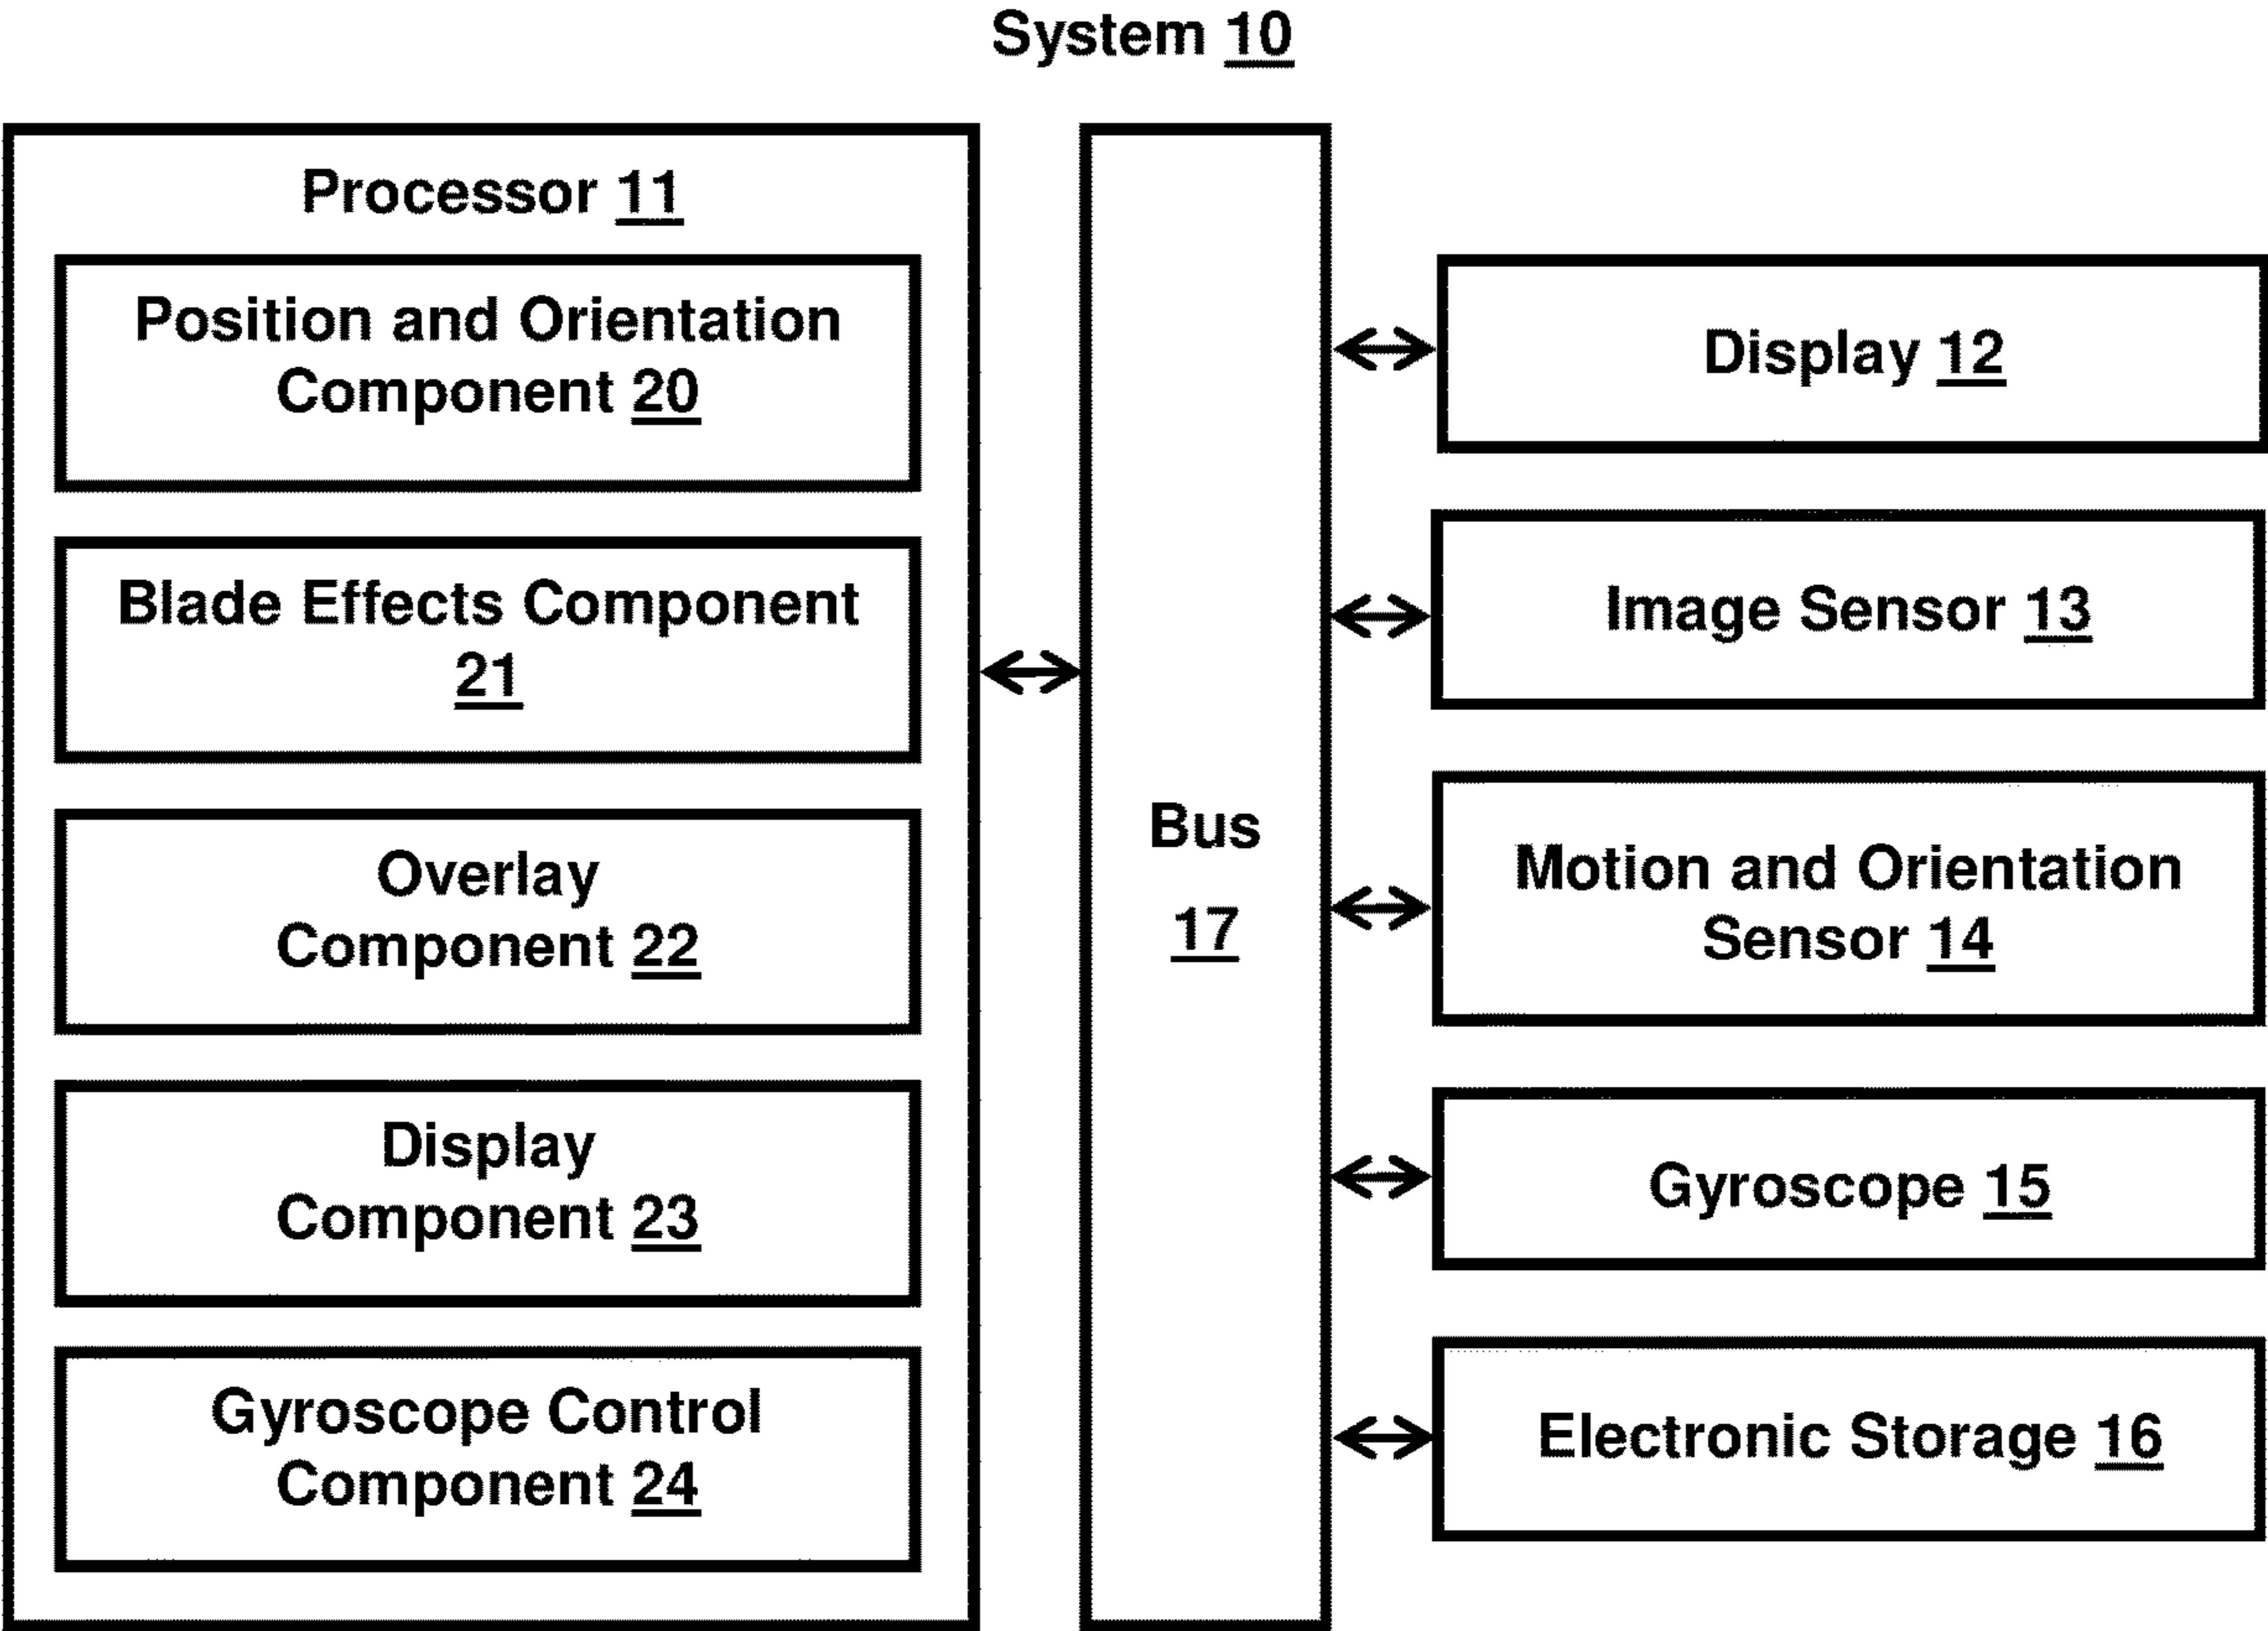 System 10
Processor 11
Position and Orientation
Component 20
Blade Effects Component
21
Overlay
Component 22
Display
Component 23
Gyroscope Control
Component 24
Bus
17
Display 12
Image Sensor 13
Motion and Orientation
Sensor 14
Gyroscope 15
Electronic Storage 16